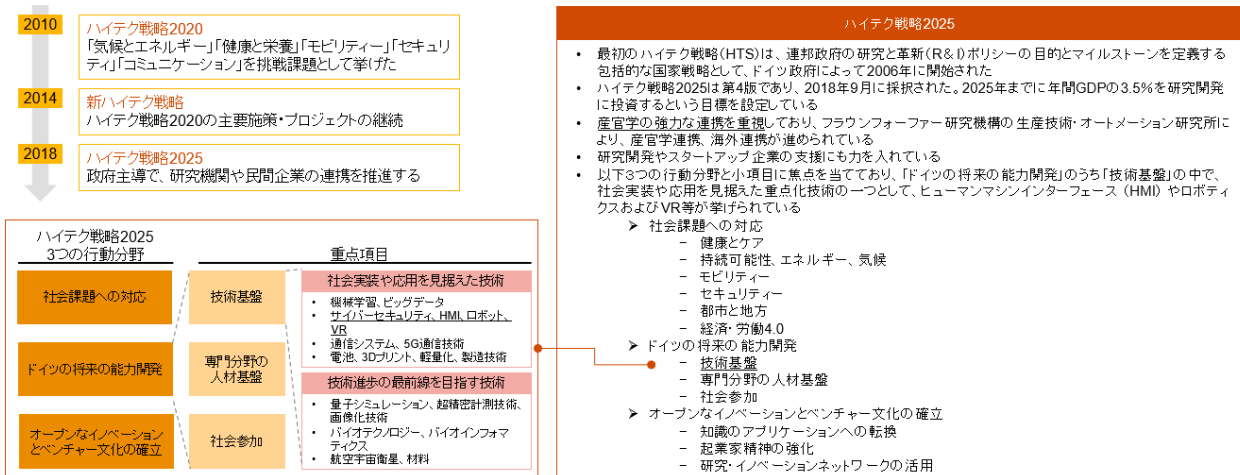 2010
ハイテク戦略2020
「気候とエネルギー」「健康と栄養」「モビリティー」「セキュリ
ティ」「コミュニケーション」を挑戦課題として挙げた
2014
新ハイテク戦略
ハイテク戦略2020の主要施策・プロジェクトの継続
2018
ハイテク戦略2025
政府主導で、研究機関や民間企業の連携を推進する
ハイテク戦略2025
3つの行動分野
重点項目
社会課題への対応
ドイツの将来の能力開発
オープンなイノベーション
とベンチャー文化の確立
技術基盤
専門分野の
人材基盤
社会参加
社会実装や応用を見据えた技術
• 機械学習、ビッグデータ
• サイバーセキュリティ、HMI、ロボット、
VR
• 通信システム、5G通信技術
• 電池、3Dプリント、軽量化、製造技術
技術進歩の最前線を目指す技術
• 量子シミュレーション、超精密計測技術、
画像化技術
• バイオテクノロジー、バイオインフォマ
ティクス
• 航空宇宙衛星、材料
ハイテク戦略2025
• 最初のハイテク戦略(HTS)は、連邦政府の研究と革新(R&I)ポリシーの目的とマイルストーンを定義する
包括的な国家戦略として、ドイツ政府によって2006年に開始された
• ハイテク戦略2025は第4版であり、2018年9月に採択された。2025年までに年間GDPの3.5%を研究開発
に投資するという目標を設定している
• 産官学の強力な連携を重視しており、フラウンフォーファー研究機構の生産技術・オートメーション研究所に
より、産官学連携、海外連携が進められている
• 研究開発やスタートアップ企業の支援にも力を入れている
• 以下3つの行動分野と小項目に焦点を当てており、「ドイツの将来の能力開発」のうち「技術基盤」の中で、
社会実装や応用を見据えた重点化技術の一つとして、ヒューマンマシンインターフェース (HMI) やロボティ
クスおよびVR等が挙げられている
➤ 社会課題への対応
– 健康とケア
– 持続可能性、エネルギー、気候
– モビリティー
– セキュリティー
– 都市と地方
– 経済・労働4.0
➤ ドイツの将来の能力開発
– 技術基盤
– 専門分野の人材基盤
– 社会参加
➤ オープンなイノベーションとベンチャー文化の確立
– 知識のアプリケーションへの転換
– 起業家精神の強化
– 研究・イノベーションネットワークの活用